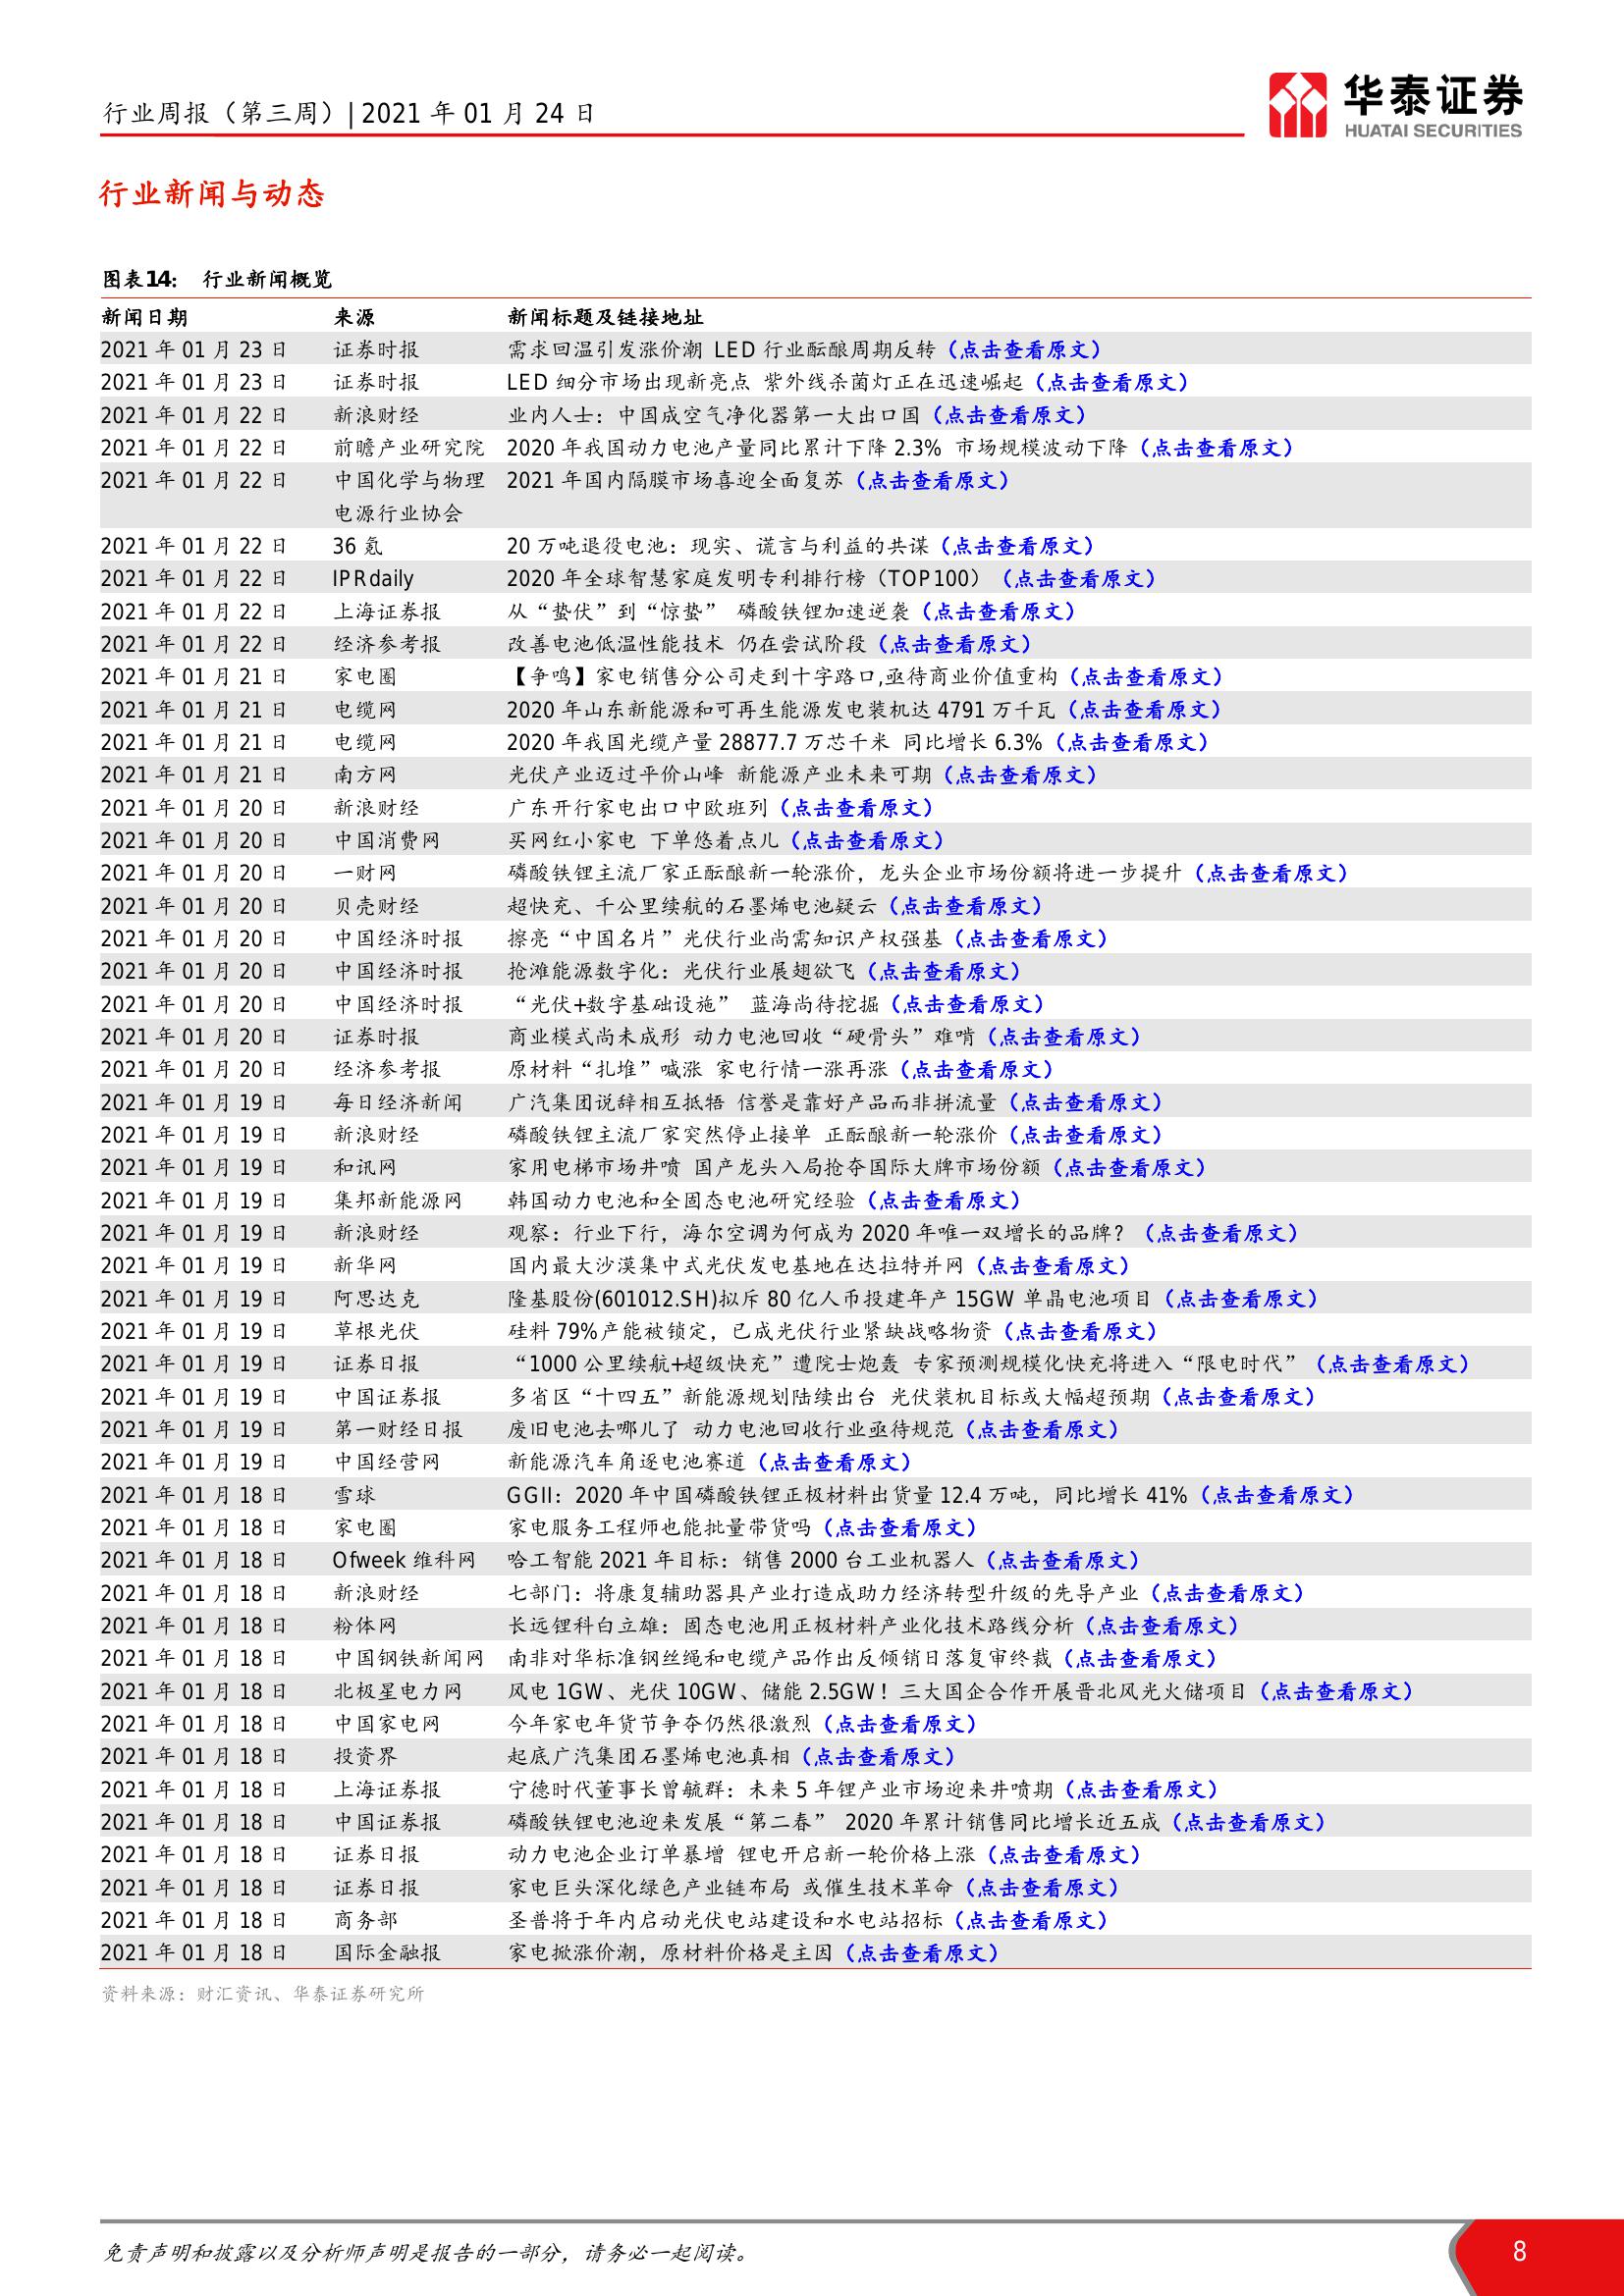 行业周报（第三周）| 2021 年 01 月 24 日
华泰证券
HUATAI SECURITIES
行业新闻与动态
图表14： 行业新闻概览
新闻日期 来源 新闻标题及链接地址
2021 年 01 月 23 日 证券时报 需求回温引发涨价潮 LED 行业酝酿周期反转（点击查看原文）
2021 年 01 月 23 日 证券时报 LED 细分市场出现新亮点 紫外线杀菌灯正在迅速崛起（点击查看原文）
2021 年 01 月 22 日 新浪财经 业内人士：中国成空气净化器第一大出口国（点击查看原文）
2021 年 01 月 22 日 前瞻产业研究院 2020 年我国动力电池产量同比累计下降 2.3% 市场规模波动下降（点击查看原文）
2021 年 01 月 22 日 中国化学与物理 2021 年国内隔膜市场喜迎全面复苏（点击查看原文）
电源行业协会
2021 年 01 月 22 日 36 氪 20 万吨退役电池：现实、谎言与利益的共谋（点击查看原文）
2021 年 01 月 22 日 IPRdaily 2020 年全球智慧家庭发明专利排行榜（TOP100）（点击查看原文）
2021 年 01 月 22 日 上海证券报 从“蛰伏”到“惊蛰” 磷酸铁锂加速逆袭（点击查看原文）
2021 年 01 月 22 日 经济参考报 改善电池低温性能技术 仍在尝试阶段（点击查看原文）
2021 年 01 月 21 日 家电圈 【争鸣】家电销售分公司走到十字路口,亟待商业价值重构（点击查看原文）
2021 年 01 月 21 日 电缆网 2020 年山东新能源和可再生能源发电装机达 4791 万千瓦（点击查看原文）
2021 年 01 月 21 日 电缆网 2020 年我国光缆产量 28877.7 万芯千米 同比增长 6.3%（点击查看原文）
2021 年 01 月 21 日 南方网 光伏产业迈过平价山峰 新能源产业未来可期（点击查看原文）
2021 年 01 月 20 日 新浪财经 广东开行家电出口中欧班列（点击查看原文）
2021 年 01 月 20 日 中国消费网 买网红小家电 下单悠着点儿（点击查看原文）
2021 年 01 月 20 日 一财网 磷酸铁锂主流厂家正酝酿新一轮涨价，龙头企业市场份额将进一步提升（点击查看原文）
2021 年 01 月 20 日 贝壳财经 超快充、千公里续航的石墨烯电池疑云（点击查看原文）
2021 年 01 月 20 日 中国经济时报 擦亮“中国名片”光伏行业尚需知识产权强基（点击查看原文）
2021 年 01 月 20 日 中国经济时报 抢滩能源数字化：光伏行业展翅欲飞（点击查看原文）
2021 年 01 月 20 日 中国经济时报 “光伏+数字基础设施” 蓝海尚待挖掘（点击查看原文）
2021 年 01 月 20 日 证券时报 商业模式尚未成形 动力电池回收“硬骨头”难啃（点击查看原文）
2021 年 01 月 20 日 经济参考报 原材料“扎堆”喊涨 家电行情一涨再涨（点击查看原文）
2021 年 01 月 19 日 每日经济新闻 广汽集团说辞相互抵牾 信誉是靠好产品而非拼流量（点击查看原文）
2021 年 01 月 19 日 新浪财经 磷酸铁锂主流厂家突然停止接单 正酝酿新一轮涨价（点击查看原文）
2021 年 01 月 19 日 和讯网 家用电梯市场井喷 国产龙头入局抢夺国际大牌市场份额（点击查看原文）
2021 年 01 月 19 日 集邦新能源网 韩国动力电池和全固态电池研究经验（点击查看原文）
2021 年 01 月 19 日 新浪财经 观察：行业下行，海尔空调为何成为 2020 年唯一双增长的品牌？（点击查看原文）
2021 年 01 月 19 日 新华网 国内最大沙漠集中式光伏发电基地在达拉特并网（点击查看原文）
2021 年 01 月 19 日 阿思达克 隆基股份(601012.SH)拟斥 80 亿人币投建年产 15GW 单晶电池项目（点击查看原文）
2021 年 01 月 19 日 草根光伏 硅料 79%产能被锁定，已成光伏行业紧缺战略物资（点击查看原文）
2021 年 01 月 19 日 证券日报 “1000 公里续航+超级快充”遭院士炮轰 专家预测规模化快充将进入“限电时代”（点击查看原文）
2021 年 01 月 19 日 中国证券报 多省区“十四五”新能源规划陆续出台 光伏装机目标或大幅超预期（点击查看原文）
2021 年 01 月 19 日 第一财经日报 废旧电池去哪儿了 动力电池回收行业亟待规范（点击查看原文）
2021 年 01 月 19 日 中国经营网 新能源汽车角逐电池赛道（点击查看原文）
2021 年 01 月 18 日 雪球 GGII：2020 年中国磷酸铁锂正极材料出货量 12.4 万吨，同比增长 41%（点击查看原文）
2021 年 01 月 18 日 家电圈 家电服务工程师也能批量带货吗（点击查看原文）
2021 年 01 月 18 日 Ofweek 维科网 哈工智能 2021 年目标：销售 2000 台工业机器人（点击查看原文）
2021 年 01 月 18 日 新浪财经 七部门：将康复辅助器具产业打造成助力经济转型升级的先导产业（点击查看原文）
2021 年 01 月 18 日 粉体网 长远锂科白立雄：固态电池用正极材料产业化技术路线分析（点击查看原文）
2021 年 01 月 18 日 中国钢铁新闻网 南非对华标准钢丝绳和电缆产品作出反倾销日落复审终裁（点击查看原文）
2021 年 01 月 18 日 北极星电力网 风电 1GW、光伏 10GW、储能 2.5GW！三大国企合作开展晋北风光火储项目（点击查看原文）
2021 年 01 月 18 日 中国家电网 今年家电年货节争夺仍然很激烈（点击查看原文）
2021 年 01 月 18 日 投资界 起底广汽集团石墨烯电池真相（点击查看原文）
2021 年 01 月 18 日 上海证券报 宁德时代董事长曾毓群：未来 5 年锂产业市场迎来井喷期（点击查看原文）
2021 年 01 月 18 日 中国证券报 磷酸铁锂电池迎来发展“第二春” 2020 年累计销售同比增长近五成（点击查看原文）
2021 年 01 月 18 日 证券日报 动力电池企业订单暴增 锂电开启新一轮价格上涨（点击查看原文）
2021 年 01 月 18 日 证券日报 家电巨头深化绿色产业链布局 或催生技术革命（点击查看原文）
2021 年 01 月 18 日 商务部 圣普将于年内启动光伏电站建设和水电站招标（点击查看原文）
2021 年 01 月 18 日 国际金融报 家电掀涨价潮，原材料价格是主因（点击查看原文）
资料来源：财汇资讯、华泰证券研究所
免责声明和披露以及分析师声明是报告的一部分，请务必一起阅读。
8